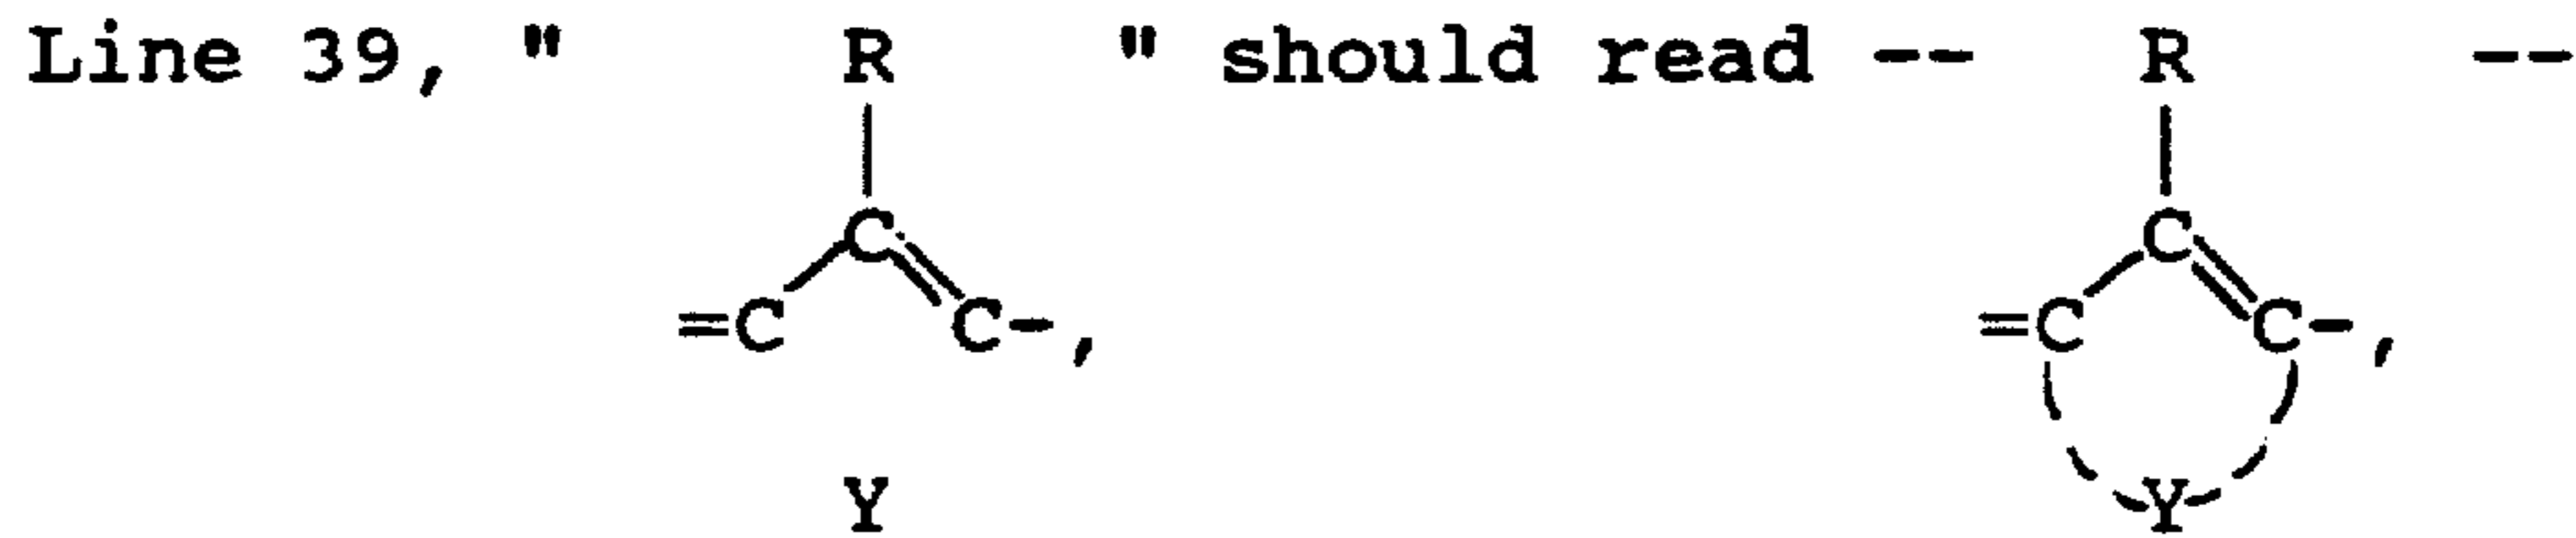 Line 39, " R " should read -- R --
C C
=C C-, =C C-,
Y Y